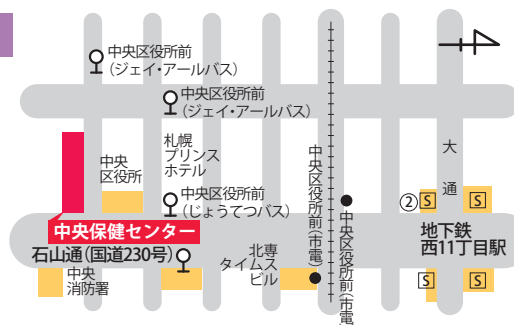 中央区役所前
（ジェイ・アールバス）
中央区役所前
（ジェイ・アールバス）
札幌
プリンス
ホテル
中央
区役所
中央区役所前
（じょうてつバス）
中央保健センター
石山通（国道230号）
中央
消防署
北専
タイムス
ビル
中央区役所前（市電）
中央区役所前（市電
大通
②
S
S
地下鉄
西11丁目駅
S
S
4